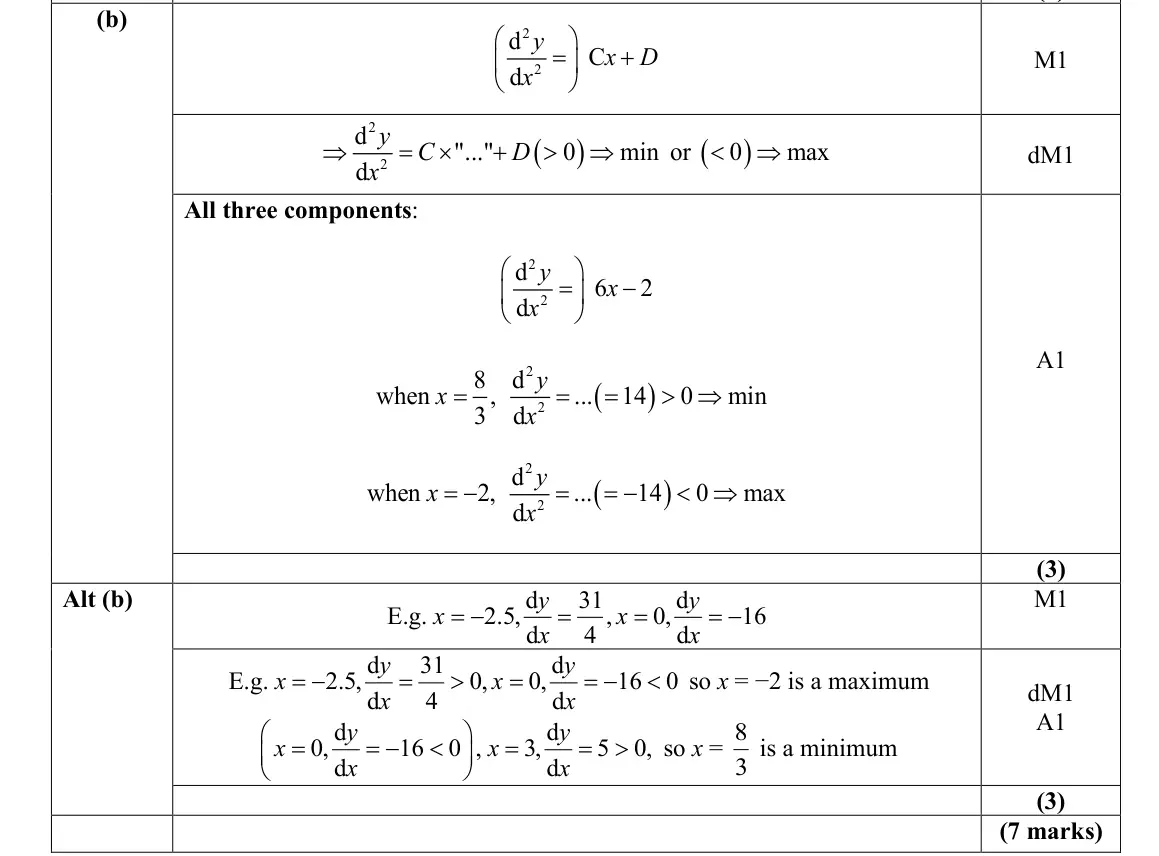 (b)
(d²y/dx² =) Cx + D
M1
⇒ d²y/dx² = C × "..." + D (> 0) ⇒ min or (< 0) ⇒ max
dM1
All three components:
(d²y/dx² =) 6x − 2
when x = 8/3, d²y/dx² = ...(= 14) > 0 ⇒ min
when x = −2, d²y/dx² = ...(= −14) < 0 ⇒ max
A1
(3)
Alt (b)
E.g. x = −2.5, dy/dx = 31/4, x = 0, dy/dx = −16
M1
E.g. x = −2.5, dy/dx = 31/4 > 0, x = 0, dy/dx = −16 < 0 so x = −2 is a maximum
(x = 0, dy/dx = −16 < 0), x = 3, dy/dx = 5 > 0, so x = 8/3 is a minimum
dM1
A1
(3)
(7 marks)